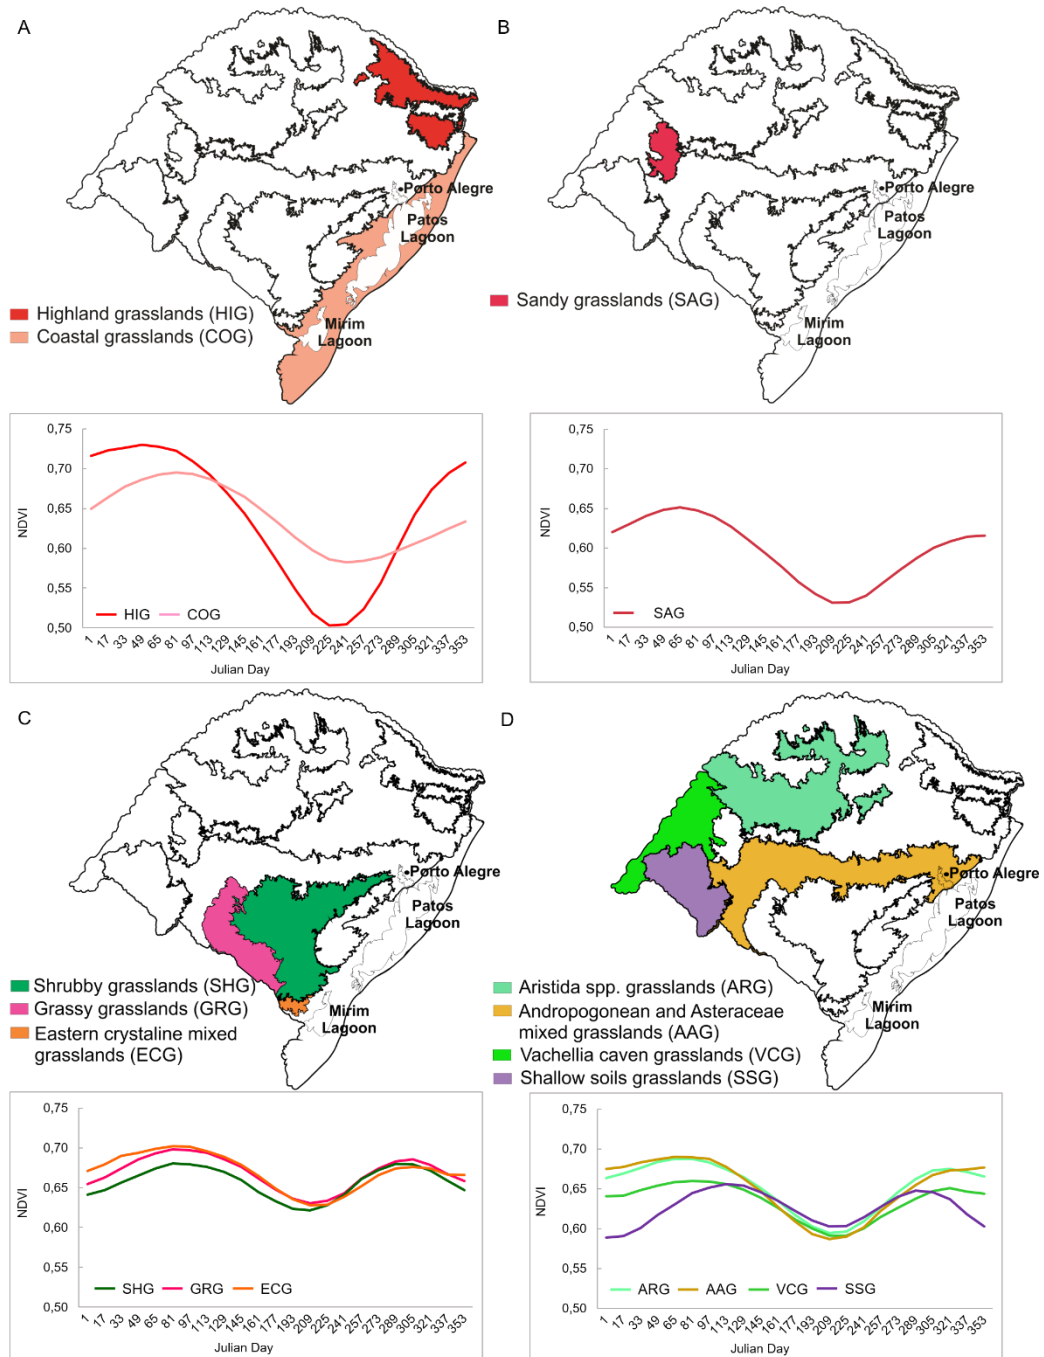 A
Porto Alegre
Patos
Lagoon
Mirim
Lagoon
Highland grasslands (HIG)
Coastal grasslands (COG)
0,75
0,70
0,65
0,60
0,55
0,50
NDVI
HIG COG
1 17 33 49 65 81 97 113 129 145 161 177 193 209 225 241 257 273 289 305 321 337 353
Julian Day
B
Porto Alegre
Patos
Lagoon
Mirim
Lagoon
Sandy grasslands (SAG)
0,75
0,70
0,65
0,60
0,55
0,50
NDVI
SAG
1 17 33 49 65 81 97 113 129 145 161 177 193 209 225 241 257 273 289 305 321 337 353
Julian Day
C
Porto Alegre
Patos
Lagoon
Mirim
Lagoon
Shrubby grasslands (SHG)
Grassy grasslands (GRG)
Eastern crystaline mixed
grasslands (ECG)
0,75
0,70
0,65
0,60
0,55
0,50
NDVI
SHG GRG ECG
1 17 33 49 65 81 97 113 129 145 161 177 193 209 225 241 257 273 289 305 321 337 353
Julian Day
D
Porto Alegre
Patos
Lagoon
Mirim
Lagoon
Aristida spp. grasslands (ARG)
Andropogonean and Asteraceae
mixed grasslands (AAG)
Vachellia caven grasslands (VCG)
Shallow soils grasslands (SSG)
0,75
0,70
0,65
0,60
0,55
0,50
NDVI
ARG AAG VCG SSG
1 17 33 49 65 81 97 113 129 145 161 177 193 209 225 241 257 273 289 305 321 337 353
Julian Day